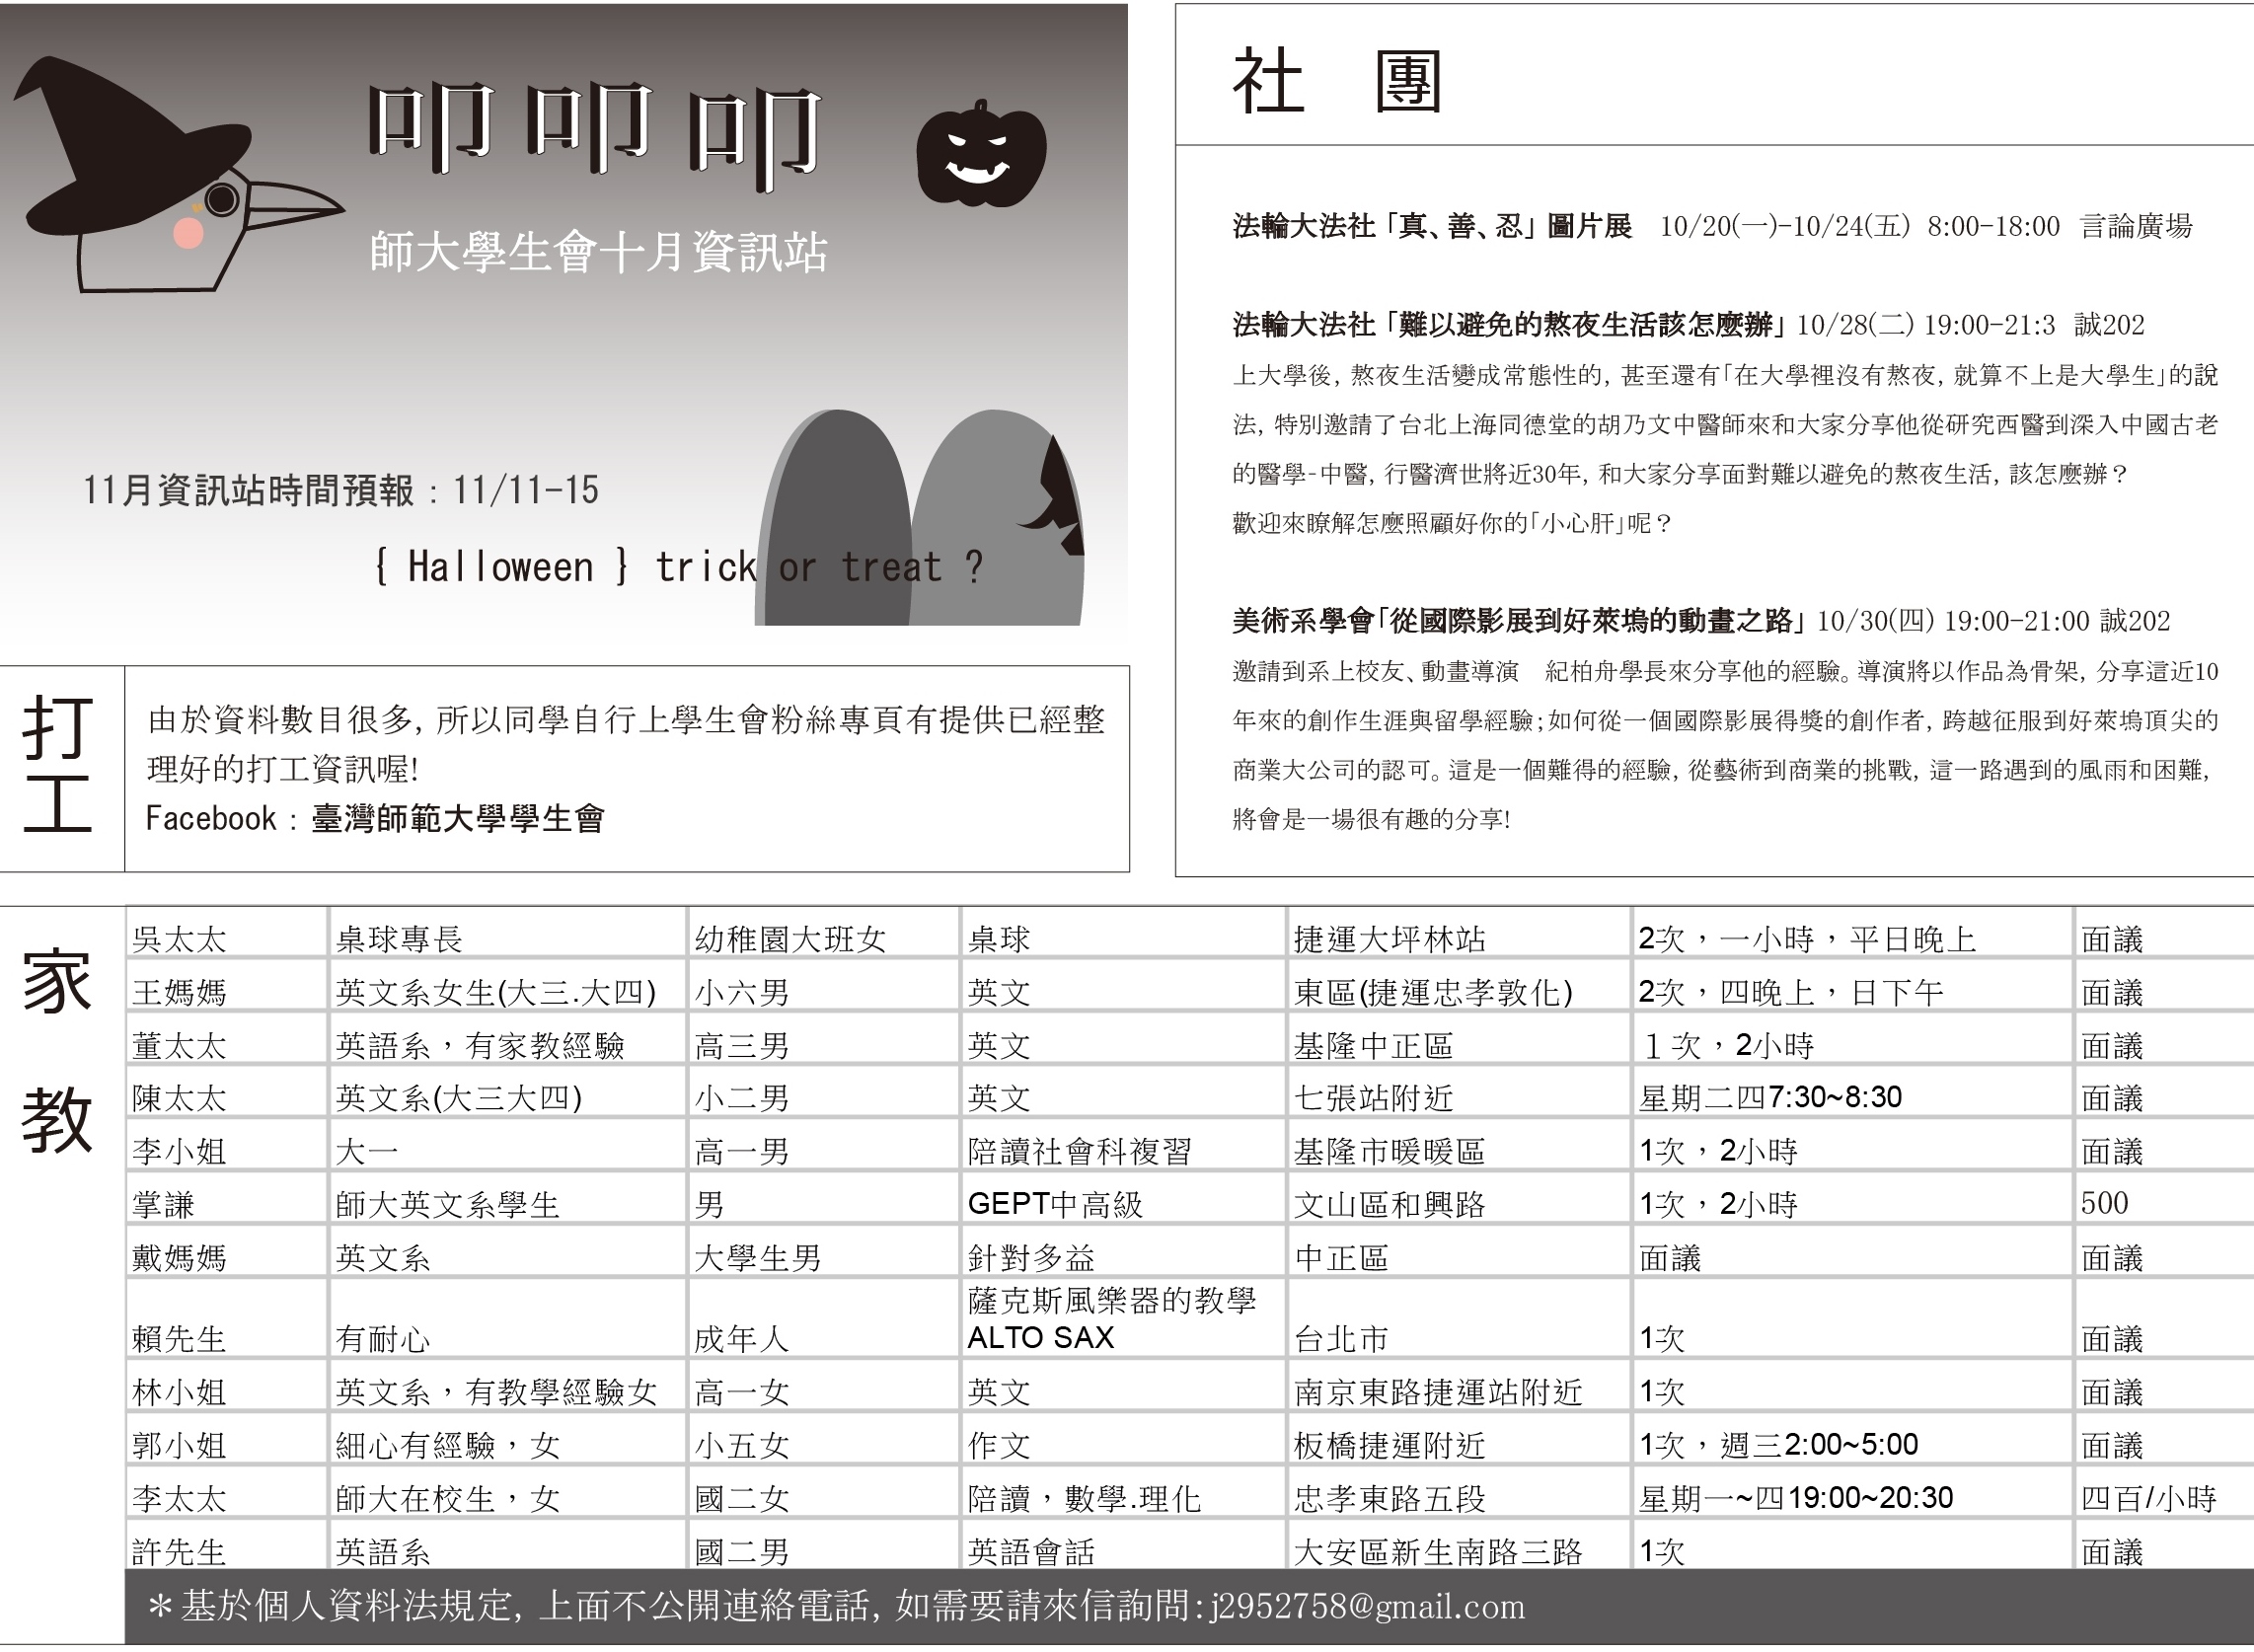 叩叩叩
師大學生會十月資訊站
11月資訊站時間預報：11/11-15
{ Halloween } trick or treat ?
打工
由於資料數目很多，所以同學自行上學生會粉絲專頁有提供已經整
理好的打工資訊喔!
Facebook：臺灣師範大學學生會
社 團
法輪大法社「真、善、忍」圖片展 10/20(一)-10/24(五) 8:00-18:00 言論廣場
法輪大法社「難以避免的熬夜生活該怎麼辦」10/28(二) 19:00-21:3 誠202
上大學後，熬夜生活變成常態性的，甚至還有「在大學裡沒有熬夜，就算不上是大學生」的說
法，特別邀請了台北上海同德堂的胡乃文中醫師來和大家分享他從研究西醫到深入中國古老
的醫學-中醫，行醫濟世將近30年，和大家分享面對難以避免的熬夜生活，該怎麼辦？
歡迎來瞭解怎麼照顧好你的「小心肝」呢？
美術系學會「從國際影展到好萊塢的動畫之路」10/30(四) 19:00-21:00 誠202
邀請到系上校友、動畫導演　紀柏舟學長來分享他的經驗。導演將以作品為骨架，分享這近10
年來的創作生涯與留學經驗；如何從一個國際影展得獎的創作者，跨越征服到好萊塢頂尖的
商業大公司的認可。這是一個難得的經驗，從藝術到商業的挑戰，這一路遇到的風雨和困難，
將會是一場很有趣的分享!
家教
吳太太 桌球專長 幼稚園大班女 桌球 捷運大坪林站 2次，一小時，平日晚上 面議
王媽媽 英文系女生(大三.大四) 小六男 英文 東區(捷運忠孝敦化) 2次，四晚上，日下午 面議
董太太 英語系，有家教經驗 高三男 英文 基隆中正區 １次，2小時 面議
陳太太 英文系(大三大四) 小二男 英文 七張站附近 星期二四7:30~8:30 面議
李小姐 大一 高一男 陪讀社會科複習 基隆市暖暖區 1次，2小時 面議
掌謙 師大英文系學生 男 GEPT中高級 文山區和興路 1次，2小時 500
戴媽媽 英文系 大學生男 針對多益 中正區 面議 面議
賴先生 有耐心 成年人 薩克斯風樂器的教學 ALTO SAX 台北市 1次 面議
林小姐 英文系，有教學經驗女 高一女 英文 南京東路捷運站附近 1次 面議
郭小姐 細心有經驗，女 小五女 作文 板橋捷運附近 1次，週三2:00~5:00 面議
李太太 師大在校生，女 國二女 陪讀，數學.理化 忠孝東路五段 星期一~四19:00~20:30 四百/小時
許先生 英語系 國二男 英語會話 大安區新生南路三路 1次 面議
＊基於個人資料法規定，上面不公開連絡電話，如需要請來信詢問：j2952758@gmail.com